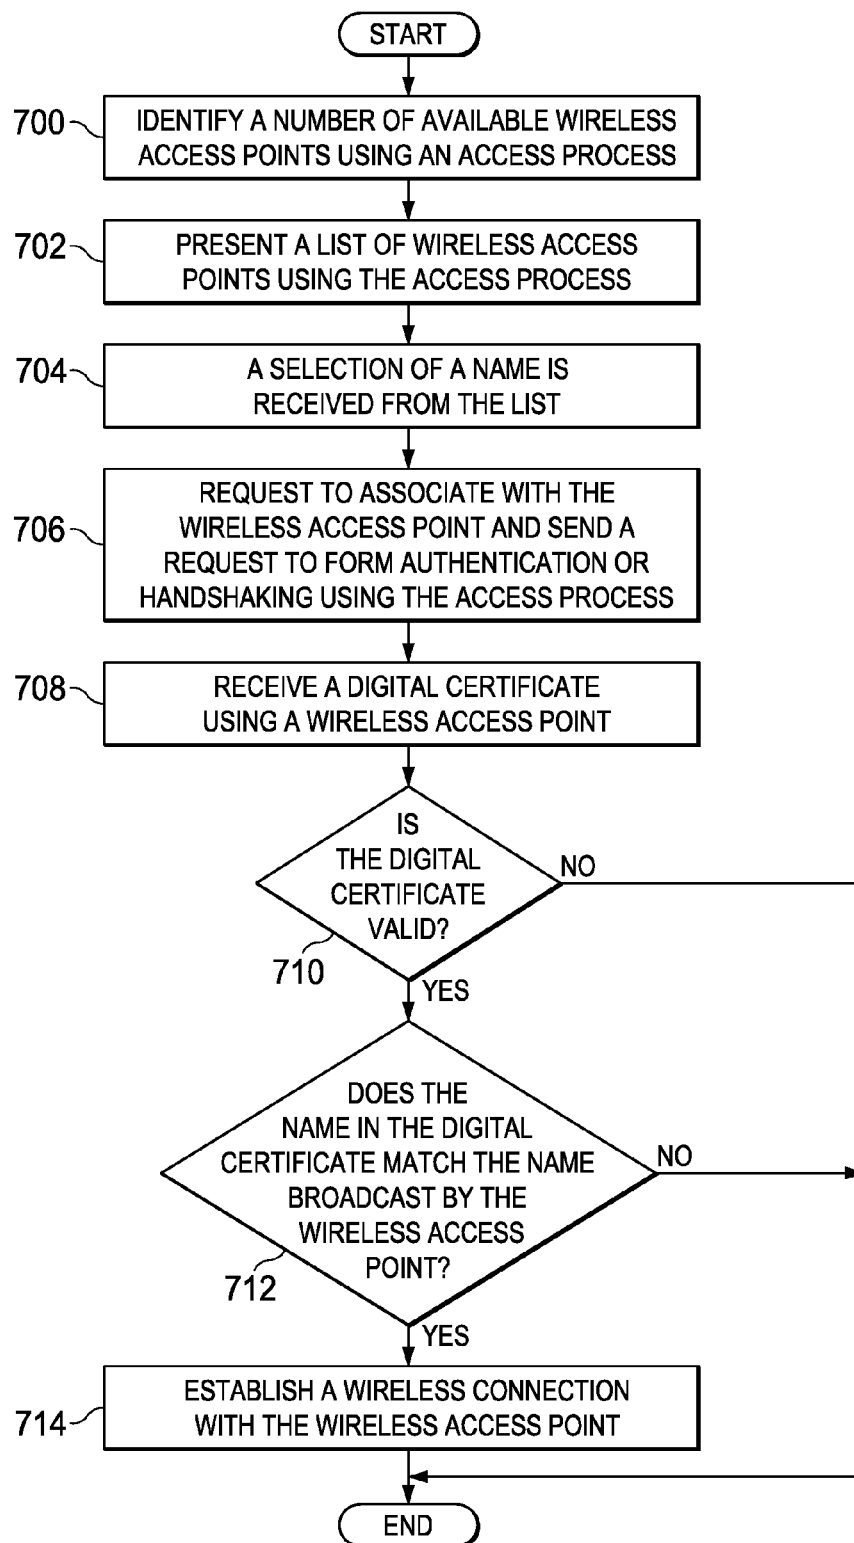 START
700
IDENTIFY A NUMBER OF AVAILABLE WIRELESS
ACCESS POINTS USING AN ACCESS PROCESS
702
PRESENT A LIST OF WIRELESS ACCESS
POINTS USING THE ACCESS PROCESS
704
A SELECTION OF A NAME IS
RECEIVED FROM THE LIST
706
REQUEST TO ASSOCIATE WITH THE
WIRELESS ACCESS POINT AND SEND A
REQUEST TO FORM AUTHENTICATION OR
HANDSHAKING USING THE ACCESS PROCESS
708
RECEIVE A DIGITAL CERTIFICATE
USING A WIRELESS ACCESS POINT
IS
THE DIGITAL
CERTIFICATE
VALID?
NO
710
YES
DOES THE
NAME IN THE DIGITAL
CERTIFICATE MATCH THE NAME
BROADCAST BY THE
WIRELESS ACCESS
POINT?
NO
712
YES
714
ESTABLISH A WIRELESS CONNECTION
WITH THE WIRELESS ACCESS POINT
END